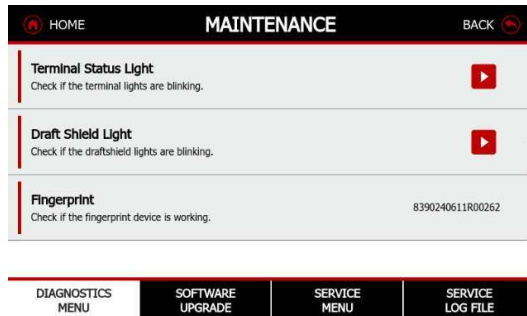 HOME
MAINTENANCE
BACK
Terminal Status Light
Check if the terminal lights are blinking.
Draft Shield Light
Check if the draftshield lights are blinking.
Fingerprint
Check if the fingerprint device is working.
8390240611R00262
DIAGNOSTICS
MENU
SOFTWARE
UPGRADE
SERVICE
MENU
SERVICE
LOG FILE